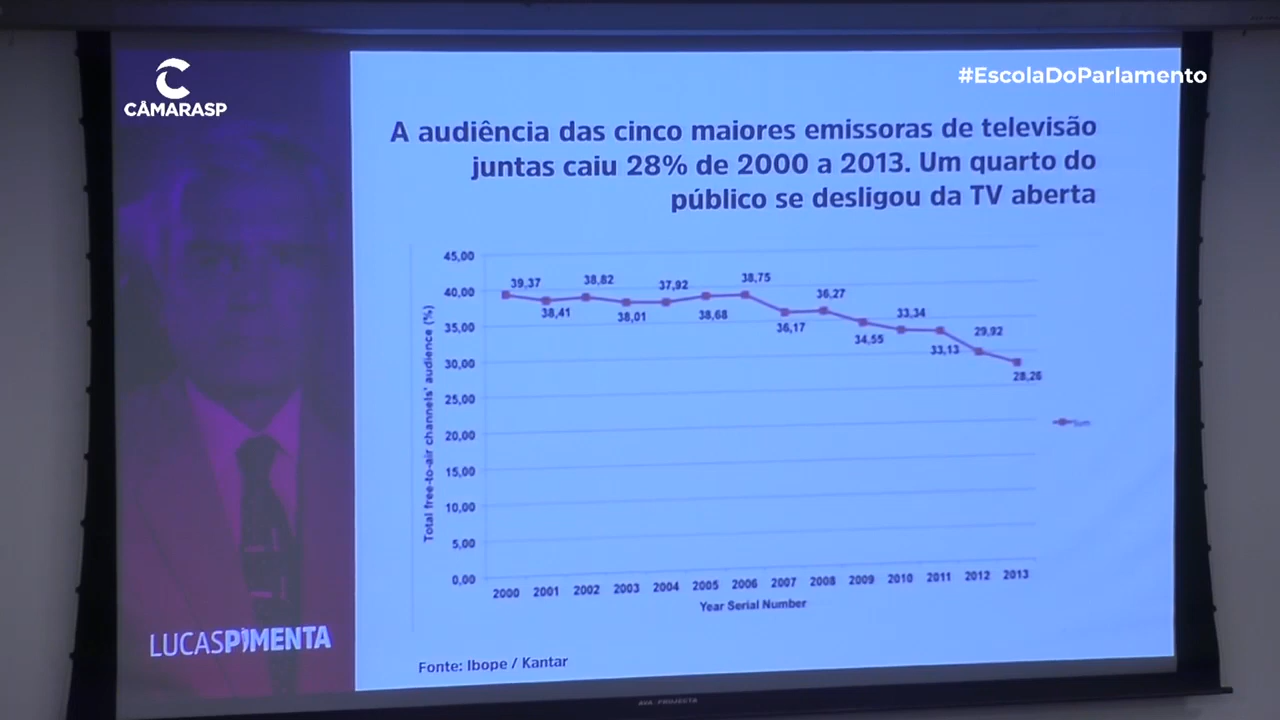 CÂMARASP
#EscolaDoParlamento
A audiência das cinco maiores emissoras de televisão
juntas caiu 28% de 2000 a 2013. Um quarto do
público se desligou da TV aberta
45,00
40,00
35,00
30,00
25,00
20,00
15,00
10,00
5,00
0,00
Total free-to-air channels' audience (%)
39,37
38,41
38,82
38,01
37,92
38,68
38,75
36,17
36,27
34,55
33,34
33,13
29,92
28,26
2000 2001 2002 2003 2004 2005 2006 2007 2008 2009 2010 2011 2012 2013
Year Serial Number
LUCASPIMENTA
Fonte: Ibope / Kantar